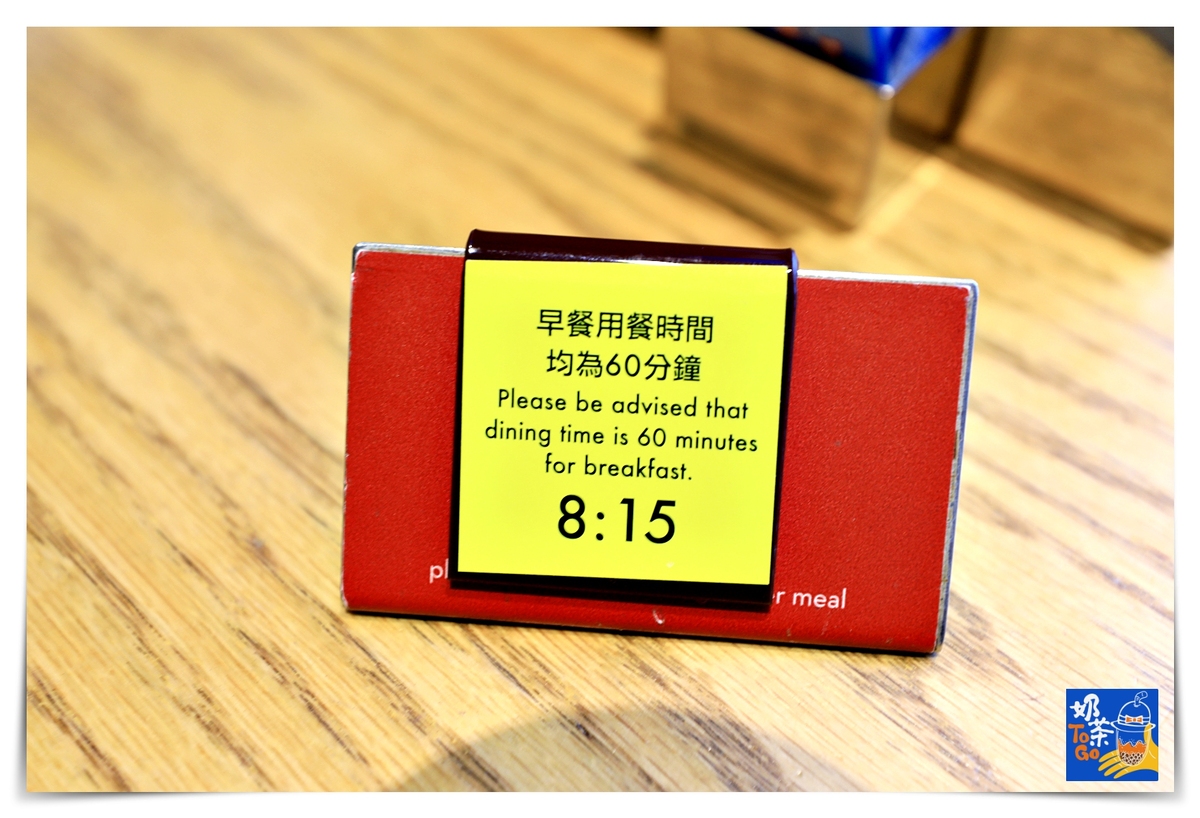 早餐用餐時間
均為60分鐘
Please be advised that
dining time is 60 minutes
for breakfast.
8:15
meal
奶茶
To
Go